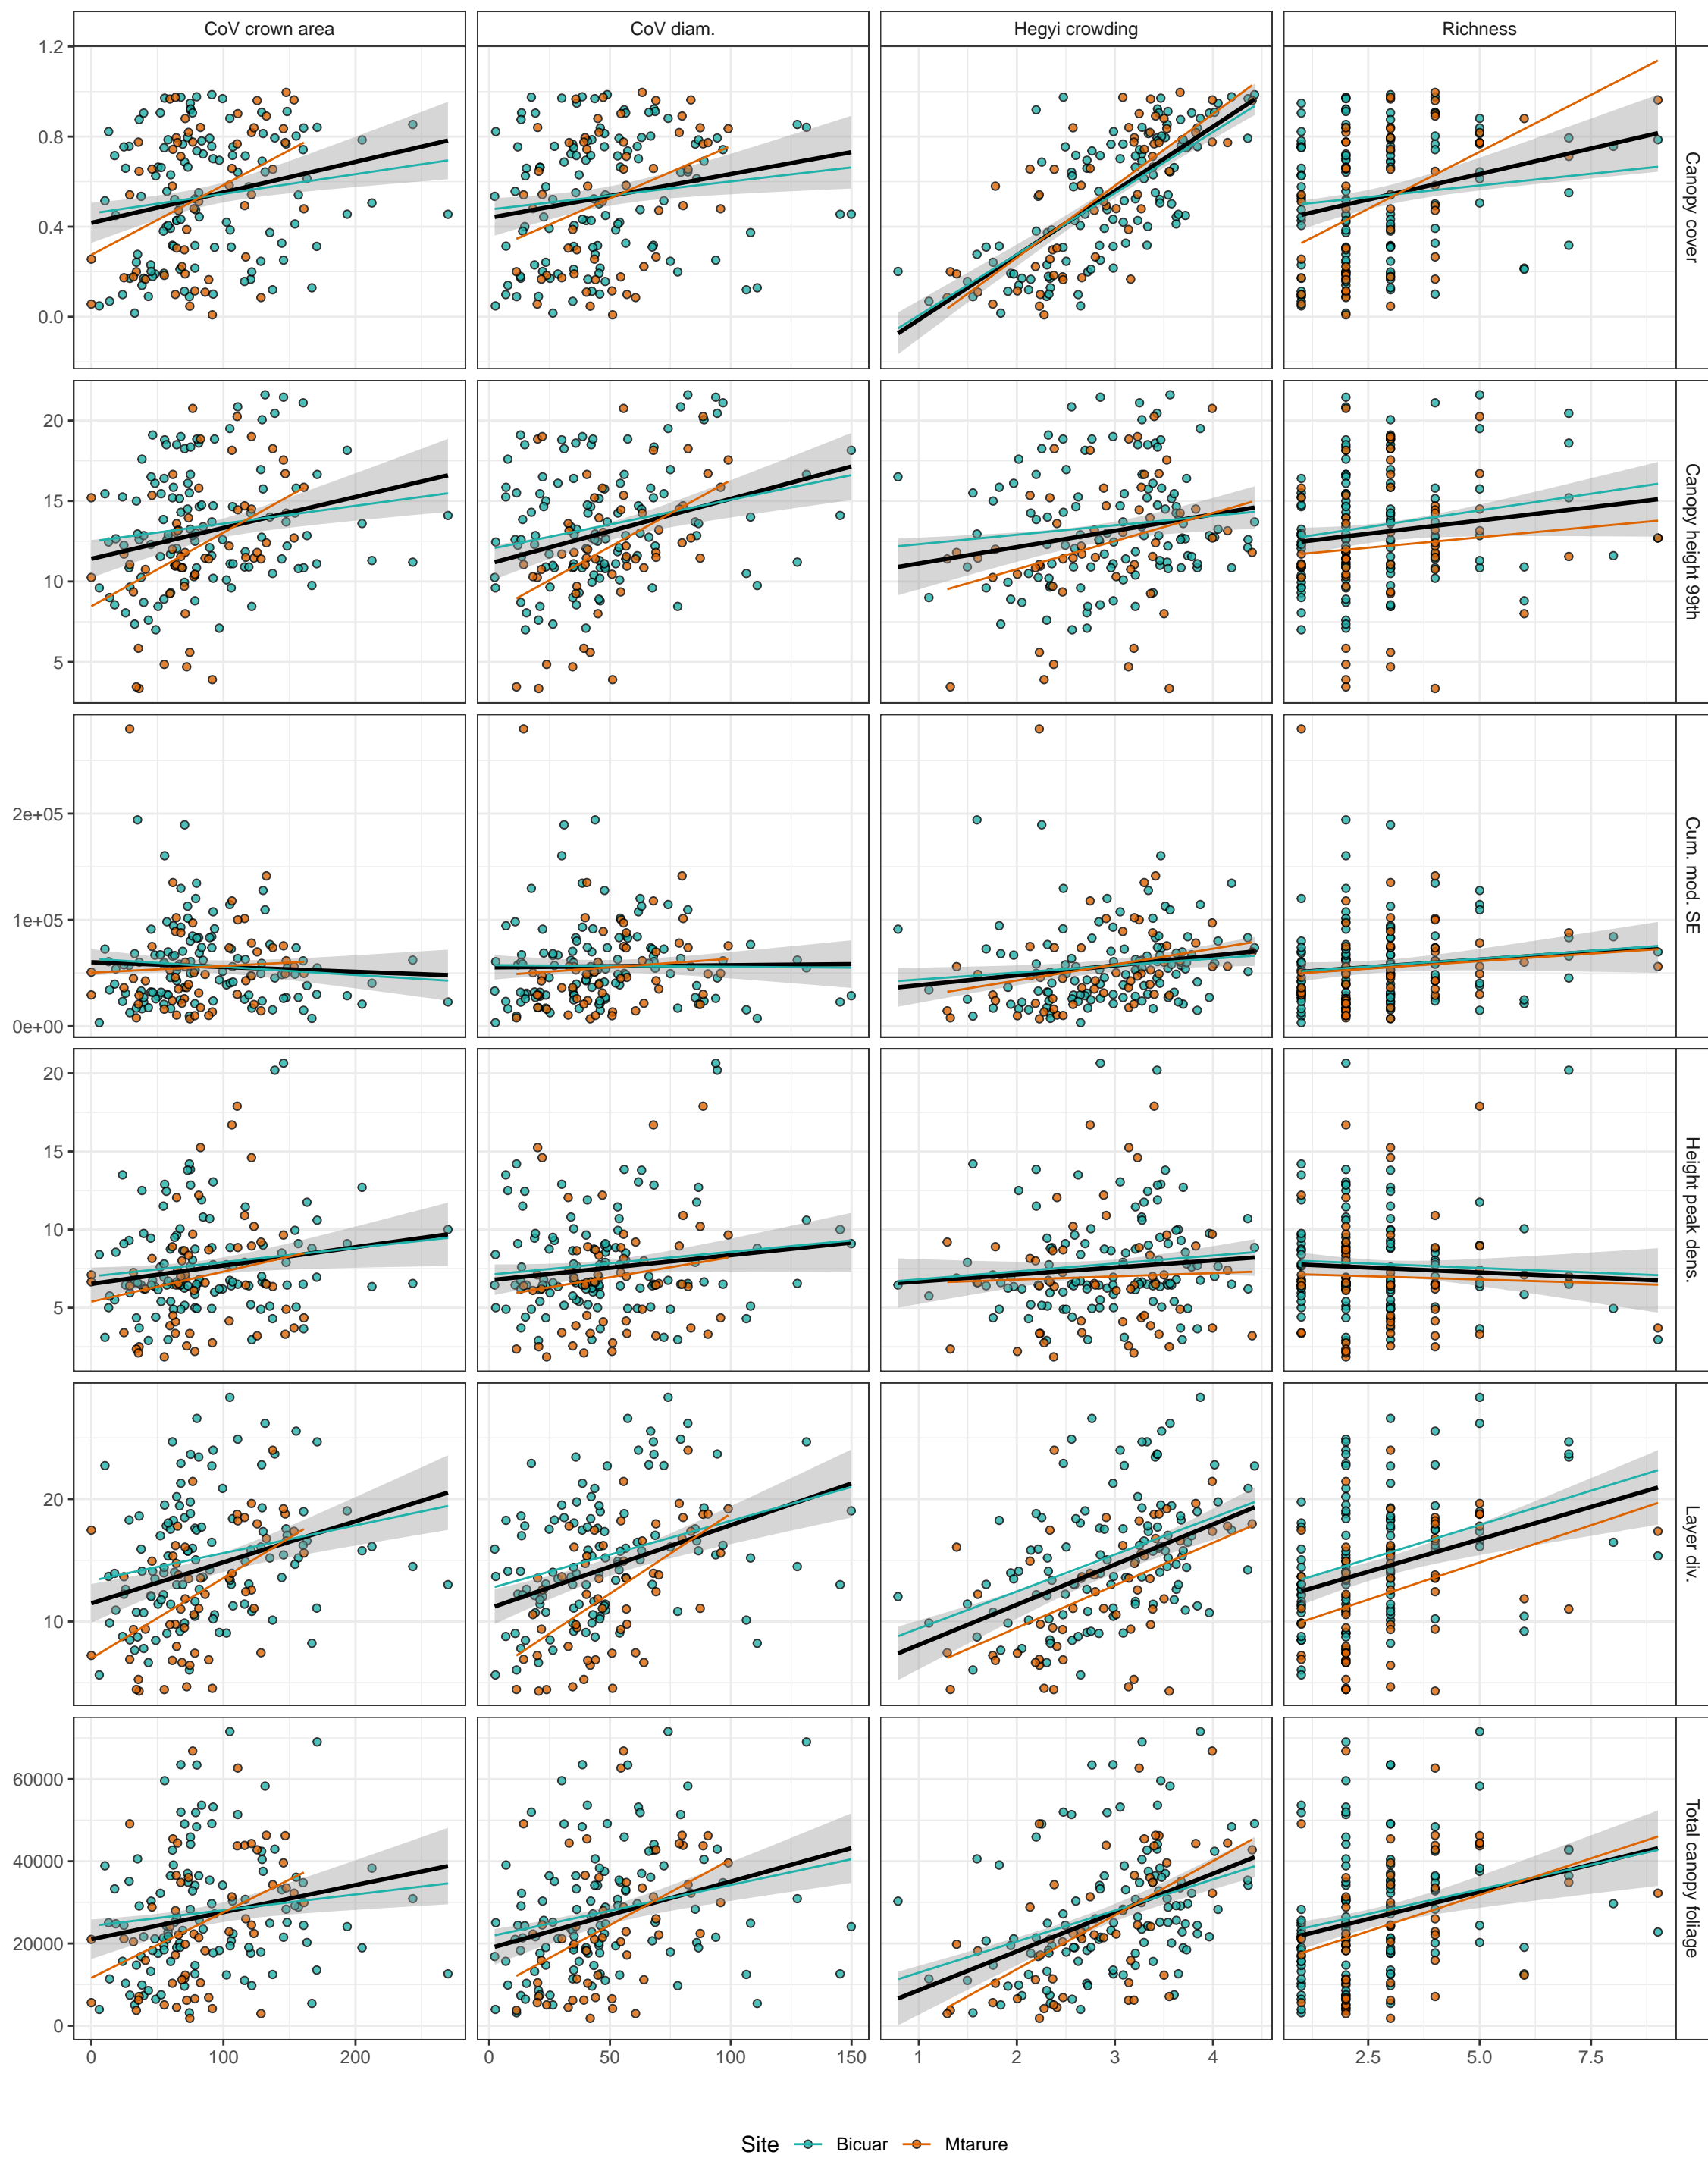 CoV crown area CoV diam. Hegyi crowding Richness
1.2
0.8
0.4
0.0
Canopy cover
20
15
10
5
Canopy height 99th
2e+05
1e+05
0e+00
Cum. mod. SE
20
15
10
5
Height peak dens.
20
10
Layer div.
60000
40000
20000
0
Total canopy foliage
0 100 200 0 50 100 150 1 2 3 4 2.5 5.0 7.5
Site Bicuar Mtarure